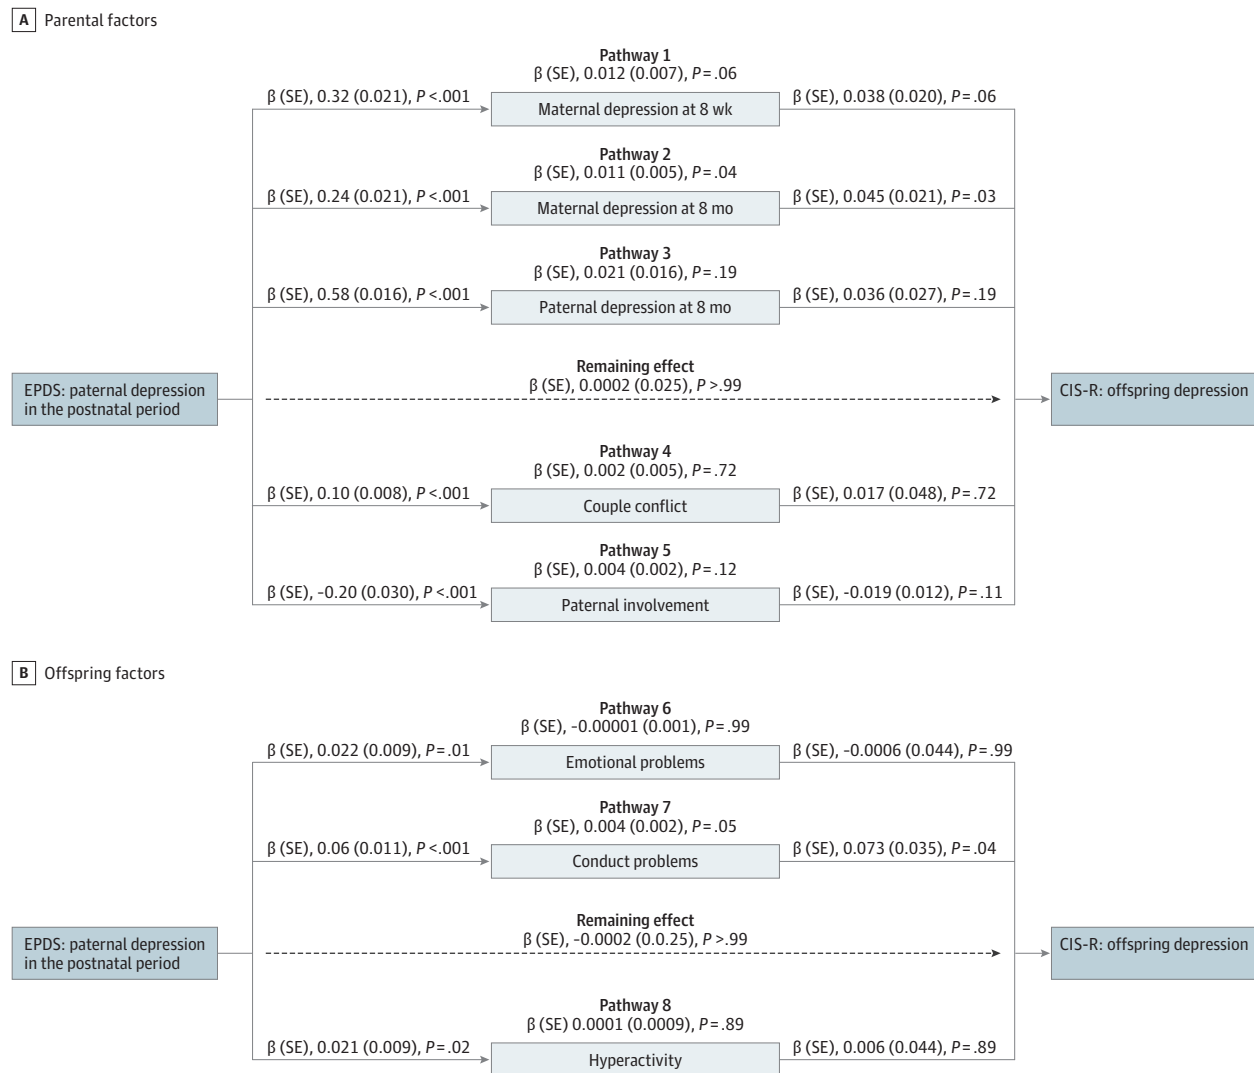 A Parental factors
Pathway 1
β (SE), 0.012 (0.007), P = .06
β (SE), 0.32 (0.021), P <.001
Maternal depression at 8 wk
β (SE), 0.038 (0.020), P = .06
Pathway 2
β (SE), 0.011 (0.005), P = .04
β (SE), 0.24 (0.021), P <.001
Maternal depression at 8 mo
β (SE), 0.045 (0.021), P = .03
Pathway 3
β (SE), 0.021 (0.016), P = .19
β (SE), 0.58 (0.016), P <.001
Paternal depression at 8 mo
β (SE), 0.036 (0.027), P = .19
Remaining effect
β (SE), 0.0002 (0.025), P >.99
EPDS: paternal depression
in the postnatal period
CIS-R: offspring depression
Pathway 4
β (SE), 0.002 (0.005), P = .72
β (SE), 0.10 (0.008), P <.001
Couple conflict
β (SE), 0.017 (0.048), P = .72
Pathway 5
β (SE), 0.004 (0.002), P = .12
β (SE), -0.20 (0.030), P <.001
Paternal involvement
β (SE), -0.019 (0.012), P = .11
B Offspring factors
Pathway 6
β (SE), -0.00001 (0.001), P = .99
β (SE), 0.022 (0.009), P = .01
Emotional problems
β (SE), -0.0006 (0.044), P = .99
Pathway 7
β (SE), 0.004 (0.002), P = .05
β (SE), 0.06 (0.011), P <.001
Conduct problems
β (SE), 0.073 (0.035), P = .04
Remaining effect
β (SE), -0.0002 (0.0.25), P >.99
EPDS: paternal depression
in the postnatal period
CIS-R: offspring depression
Pathway 8
β (SE) 0.0001 (0.0009), P = .89
β (SE), 0.021 (0.009), P = .02
Hyperactivity
β (SE), 0.006 (0.044), P = .89